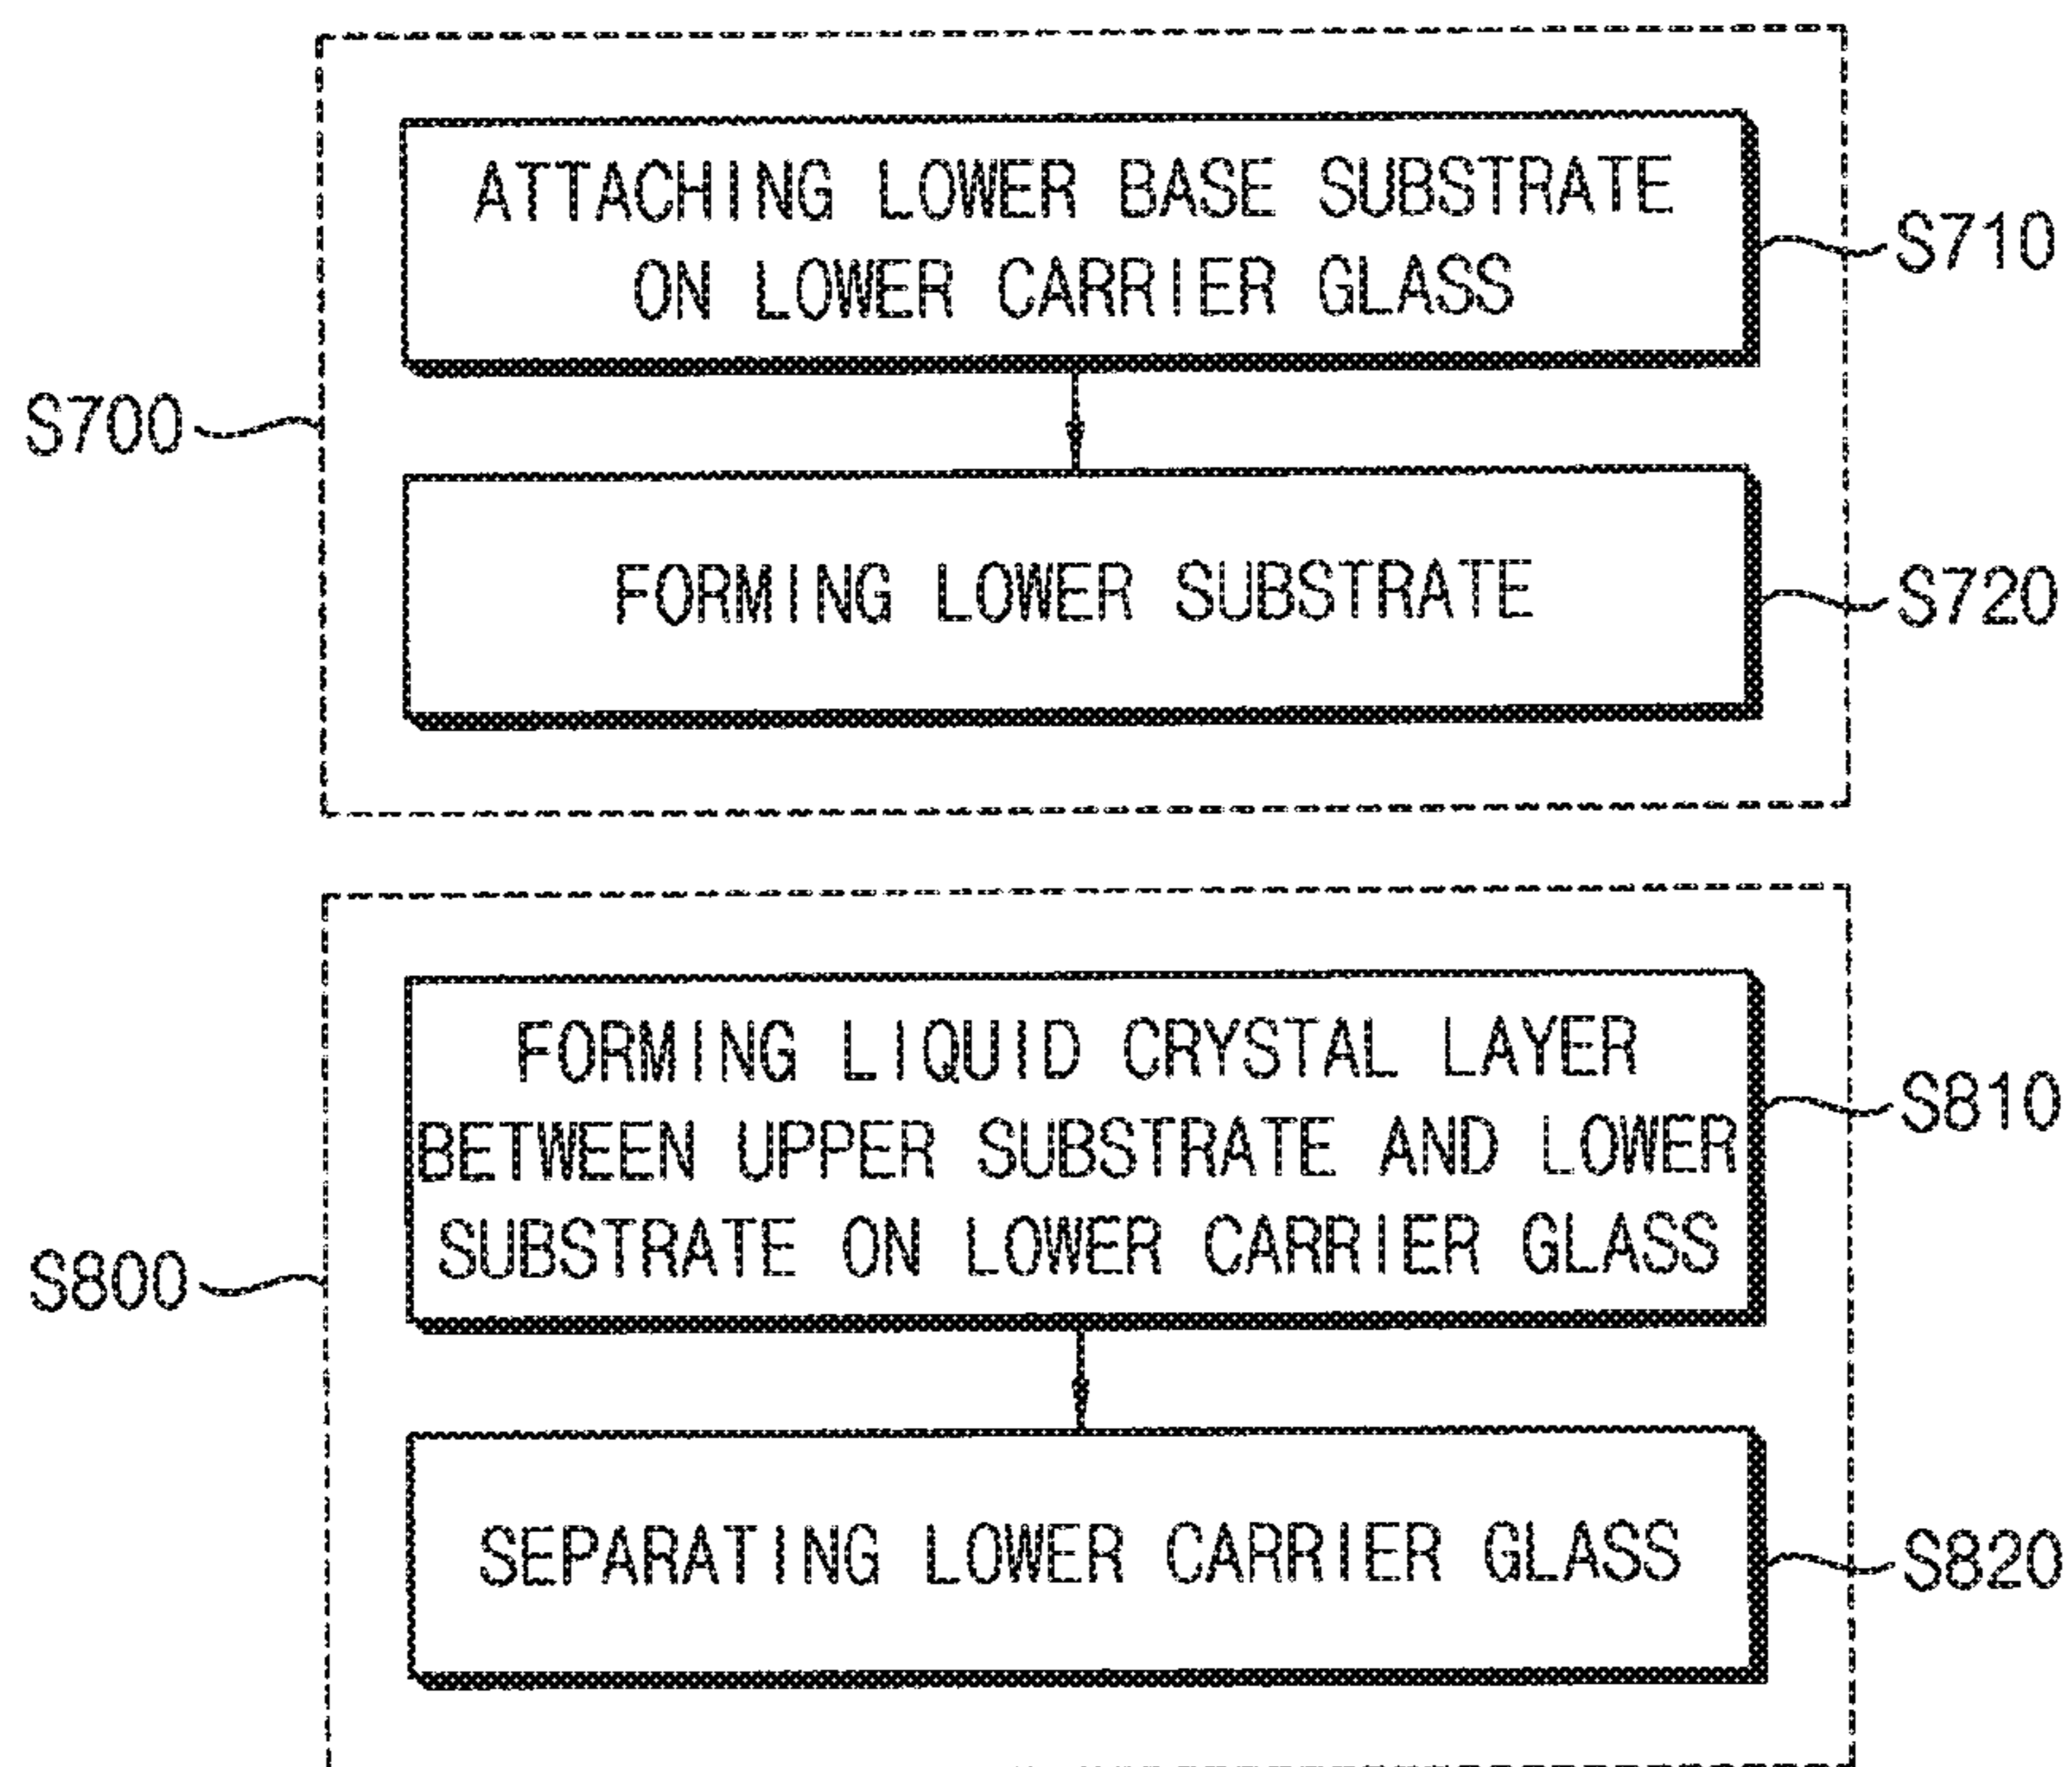 ATTACHING LOWER BASE SUBSTRATE
ON LOWER CARRIER GLASS
S710
S700
FORMING LOWER SUBSTRATE
S720
FORMING LIQUID CRYSTAL LAYER
BETWEEN UPPER SUBSTRATE AND LOWER
SUBSTRATE ON LOWER CARRIER GLASS
S810
S800
SEPARATING LOWER CARRIER GLASS
S820